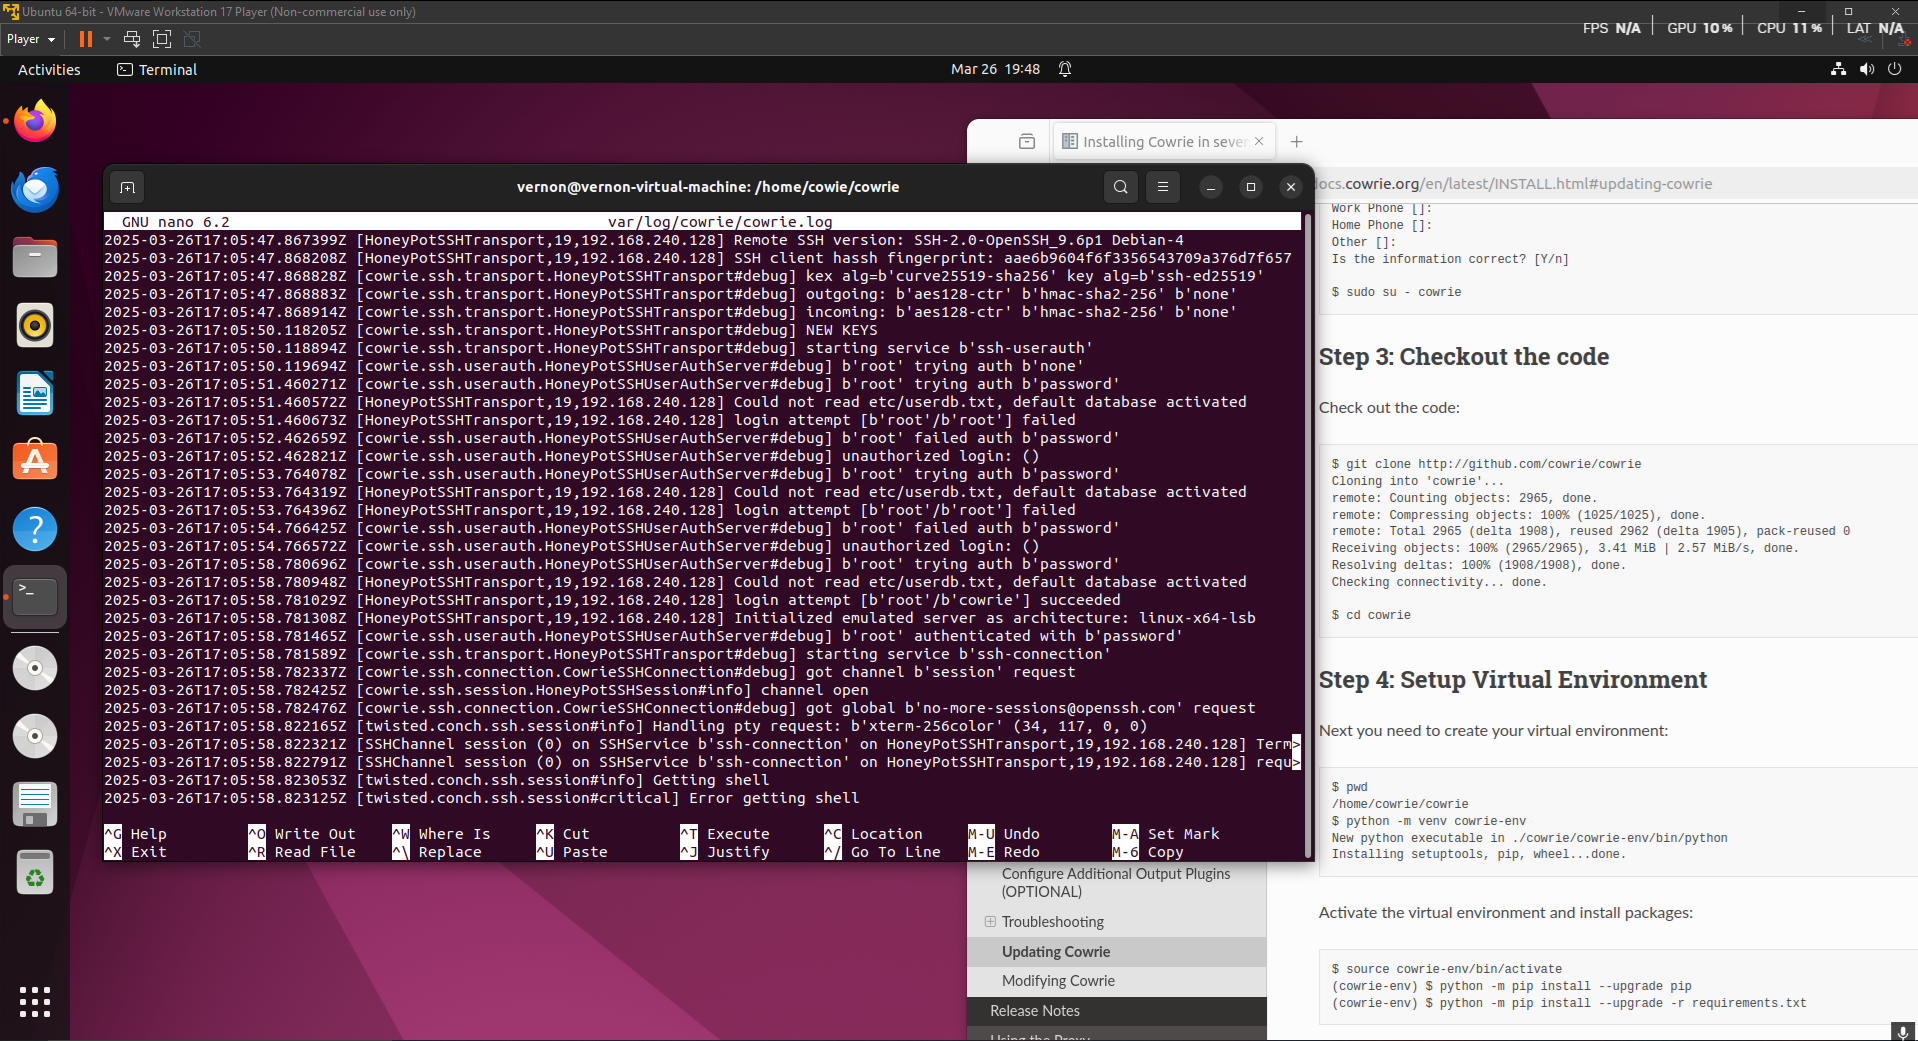 Ubuntu 64-bit - VMware Workstation 17 Player (Non-commercial use only)
Player
FPS N/A GPU 10 % CPU 11 % LAT N/A
Activities
Terminal
Mar 26 19:48
Installing Cowrie in seve
vernon@vernon-virtual-machine: /home/cowie/cowrie
docs.cowrie.org/en/latest/INSTALL.html#updating-cowrie
GNU nano 6.2 var/log/cowrie/cowrie.log
2025-03-26T17:05:47.867399Z [HoneyPotSSHTransport,19,192.168.240.128] Remote SSH version: SSH-2.0-OpenSSH_9.6p1 Debian-4
2025-03-26T17:05:47.868208Z [HoneyPotSSHTransport,19,192.168.240.128] SSH client hassh fingerprint: aae6b9604f6f3356543709a376d7f657
2025-03-26T17:05:47.868828Z [cowrie.ssh.transport.HoneyPotSSHTransport#debug] kex alg=b'curve25519-sha256' key alg=b'ssh-ed25519'
2025-03-26T17:05:47.868883Z [cowrie.ssh.transport.HoneyPotSSHTransport#debug] outgoing: b'aes128-ctr' b'hmac-sha2-256' b'none'
2025-03-26T17:05:47.868914Z [cowrie.ssh.transport.HoneyPotSSHTransport#debug] incoming: b'aes128-ctr' b'hmac-sha2-256' b'none'
2025-03-26T17:05:50.118205Z [cowrie.ssh.transport.HoneyPotSSHTransport#debug] NEW KEYS
2025-03-26T17:05:50.118894Z [cowrie.ssh.transport.HoneyPotSSHTransport#debug] starting service b'ssh-userauth'
2025-03-26T17:05:50.119694Z [cowrie.ssh.userauth.HoneyPotSSHUserAuthServer#debug] b'root' trying auth b'none'
2025-03-26T17:05:51.460271Z [cowrie.ssh.userauth.HoneyPotSSHUserAuthServer#debug] b'root' trying auth b'password'
2025-03-26T17:05:51.460572Z [HoneyPotSSHTransport,19,192.168.240.128] Could not read etc/userdb.txt, default database activated
2025-03-26T17:05:51.460673Z [HoneyPotSSHTransport,19,192.168.240.128] login attempt [b'root'/b'root'] failed
2025-03-26T17:05:52.462659Z [cowrie.ssh.userauth.HoneyPotSSHUserAuthServer#debug] b'root' failed auth b'password'
2025-03-26T17:05:52.462821Z [cowrie.ssh.userauth.HoneyPotSSHUserAuthServer#debug] unauthorized login: ()
2025-03-26T17:05:53.764078Z [cowrie.ssh.userauth.HoneyPotSSHUserAuthServer#debug] b'root' trying auth b'password'
2025-03-26T17:05:53.764319Z [HoneyPotSSHTransport,19,192.168.240.128] Could not read etc/userdb.txt, default database activated
2025-03-26T17:05:53.764396Z [HoneyPotSSHTransport,19,192.168.240.128] login attempt [b'root'/b'root'] failed
2025-03-26T17:05:54.766425Z [cowrie.ssh.userauth.HoneyPotSSHUserAuthServer#debug] b'root' failed auth b'password'
2025-03-26T17:05:54.766572Z [cowrie.ssh.userauth.HoneyPotSSHUserAuthServer#debug] unauthorized login: ()
2025-03-26T17:05:58.780696Z [cowrie.ssh.userauth.HoneyPotSSHUserAuthServer#debug] b'root' trying auth b'password'
2025-03-26T17:05:58.780948Z [HoneyPotSSHTransport,19,192.168.240.128] Could not read etc/userdb.txt, default database activated
2025-03-26T17:05:58.781029Z [HoneyPotSSHTransport,19,192.168.240.128] login attempt [b'root'/b'cowrie'] succeeded
2025-03-26T17:05:58.781308Z [HoneyPotSSHTransport,19,192.168.240.128] Initialized emulated server as architecture: linux-x64-lsb
2025-03-26T17:05:58.781465Z [cowrie.ssh.userauth.HoneyPotSSHUserAuthServer#debug] b'root' authenticated with b'password'
2025-03-26T17:05:58.781589Z [cowrie.ssh.transport.HoneyPotSSHTransport#debug] starting service b'ssh-connection'
2025-03-26T17:05:58.782337Z [cowrie.ssh.connection.CowrieSSHConnection#debug] got channel b'session' request
2025-03-26T17:05:58.782425Z [cowrie.ssh.session.HoneyPotSSHSession#info] channel open
2025-03-26T17:05:58.782476Z [cowrie.ssh.connection.CowrieSSHConnection#debug] got global b'no-more-sessions@openssh.com' request
2025-03-26T17:05:58.822165Z [twisted.conch.ssh.session#info] Handling pty request: b'xterm-256color' (34, 117, 0, 0)
2025-03-26T17:05:58.822321Z [SSHChannel session (0) on SSHService b'ssh-connection' on HoneyPotSSHTransport,19,192.168.240.128] Term>
2025-03-26T17:05:58.822791Z [SSHChannel session (0) on SSHService b'ssh-connection' on HoneyPotSSHTransport,19,192.168.240.128] requ>
2025-03-26T17:05:58.823053Z [twisted.conch.ssh.session#info] Getting shell
2025-03-26T17:05:58.823125Z [twisted.conch.ssh.session#critical] Error getting shell
^G Help ^O Write Out ^W Where Is ^K Cut ^T Execute ^C Location M-U Undo M-A Set Mark
^X Exit ^R Read File ^\ Replace ^U Paste ^J Justify ^/ Go To Line M-E Redo M-6 Copy
Work Phone []:
Home Phone []:
Other []:
Is the information correct? [Y/n]
$ sudo su - cowrie
Step 3: Checkout the code
Check out the code:
$ git clone http://github.com/cowrie/cowrie
Cloning into 'cowrie'...
remote: Counting objects: 2965, done.
remote: Compressing objects: 100% (1025/1025), done.
remote: Total 2965 (delta 1908), reused 2962 (delta 1905), pack-reused 0
Receiving objects: 100% (2965/2965), 3.41 MiB | 2.57 MiB/s, done.
Resolving deltas: 100% (1908/1908), done.
Checking connectivity... done.
$ cd cowrie
Step 4: Setup Virtual Environment
Next you need to create your virtual environment:
$ pwd
/home/cowrie/cowrie
$ python -m venv cowrie-env
New python executable in ./cowrie/cowrie-env/bin/python
Installing setuptools, pip, wheel...done.
Activate the virtual environment and install packages:
$ source cowrie-env/bin/activate
(cowrie-env) $ python -m pip install --upgrade pip
(cowrie-env) $ python -m pip install --upgrade -r requirements.txt
Configure Additional Output Plugins
(OPTIONAL)
Troubleshooting
Updating Cowrie
Modifying Cowrie
Release Notes
Using the Proxy